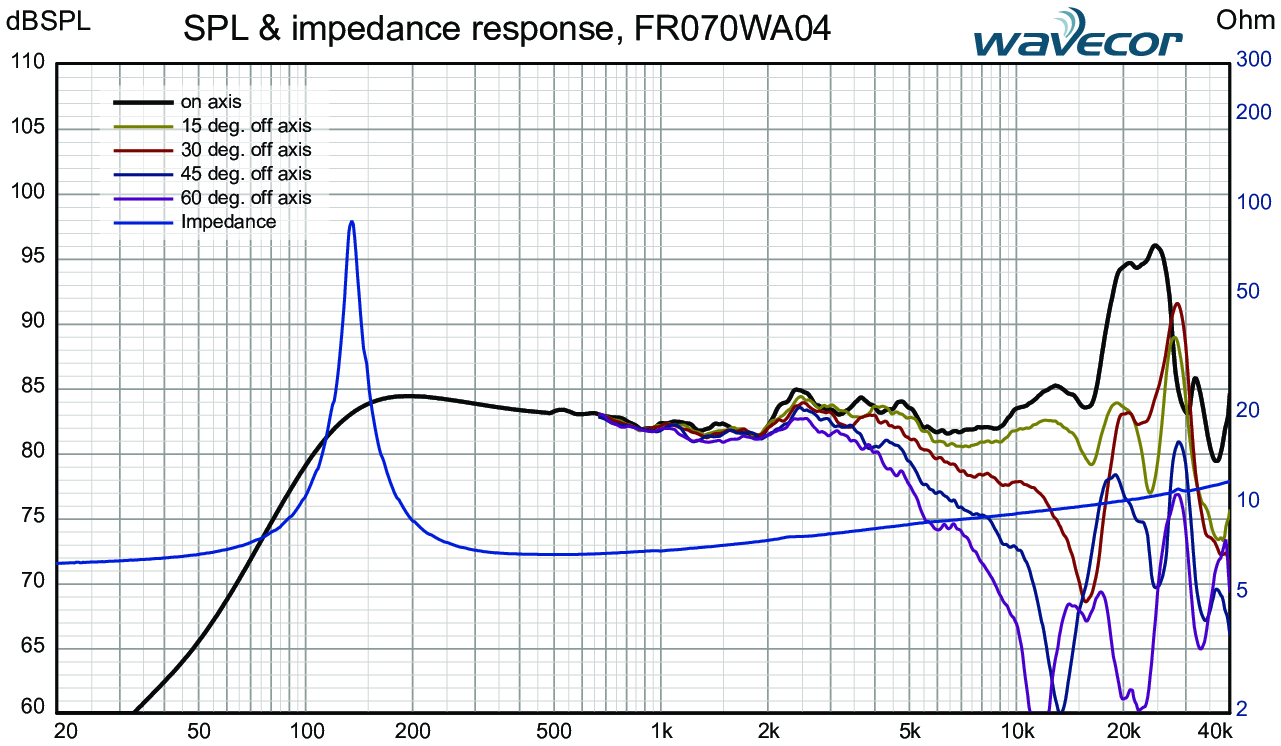 dBSPL
SPL & impedance response, FR070WA04
wavecor
Ohm
110
105
100
95
90
85
80
75
70
65
60
on axis
15 deg. off axis
30 deg. off axis
45 deg. off axis
60 deg. off axis
Impedance
300
200
100
50
20
10
5
2
20 50 100 200 500 1k 2k 5k 10k 20k 40k